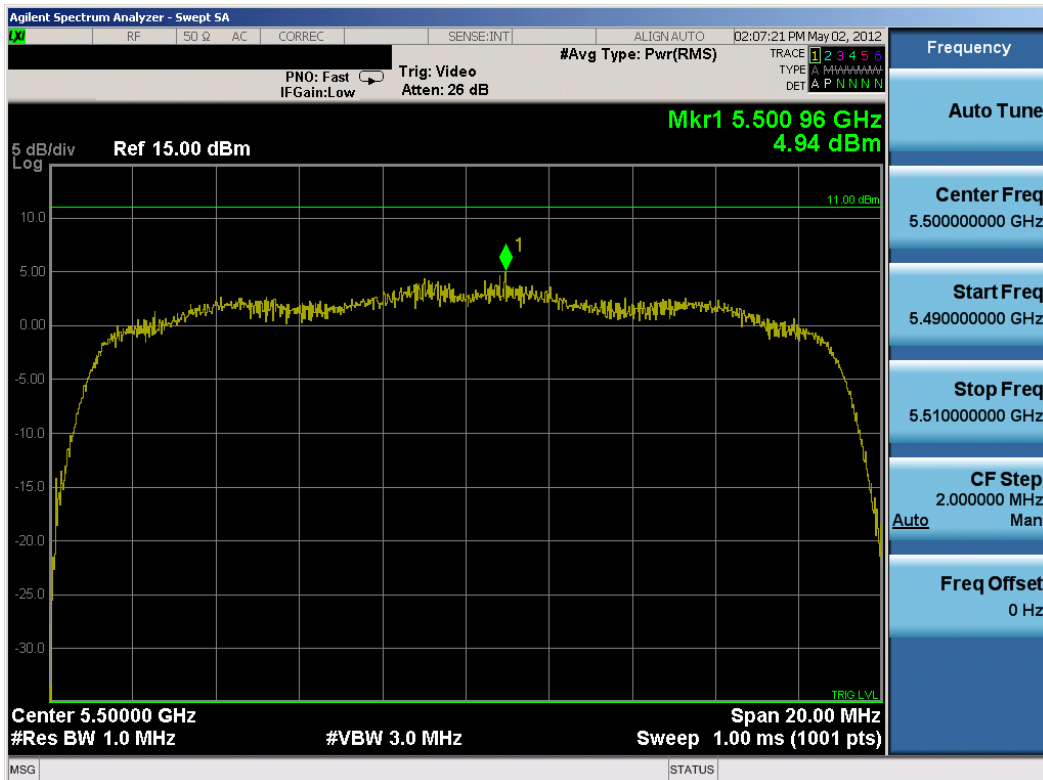 Agilent Spectrum Analyzer - Swept SA
LXI RF 50 Ω AC CORREC SENSE:INT ALIGN AUTO 02:07:21 PM May 02, 2012
#Avg Type: Pwr(RMS) TRACE 1 2 3 4 5 6
PNO: Fast Trig: Video TYPE A M W W W W W
IFGain:Low Atten: 26 dB DET A P N N N N
Mkr1 5.500 96 GHz
4.94 dBm
5 dB/div Ref 15.00 dBm
Log
11.00 dBm
10.0
1
5.00
0.00
-5.00
-10.0
-15.0
-20.0
-25.0
-30.0
TRIG LVL
Center 5.50000 GHz Span 20.00 MHz
#Res BW 1.0 MHz #VBW 3.0 MHz Sweep 1.00 ms (1001 pts)
MSG STATUS
Frequency
Auto Tune
Center Freq
5.500000000 GHz
Start Freq
5.490000000 GHz
Stop Freq
5.510000000 GHz
CF Step
2.000000 MHz
Auto Man
Freq Offset
0 Hz